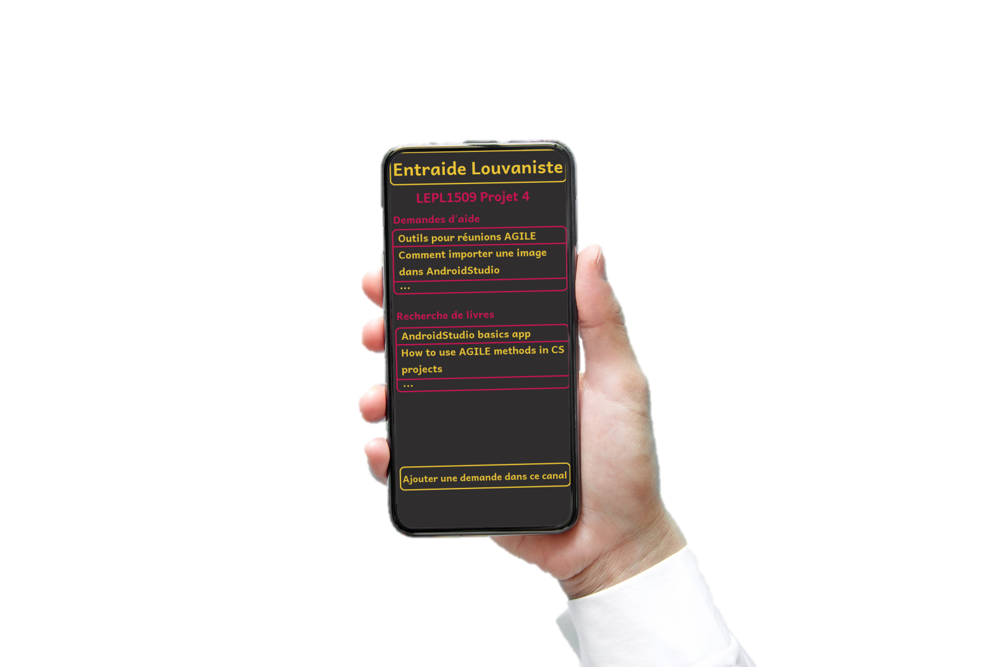 Entraide Louvaniste
LEPL1509 Projet 4
Demandes d'aide
Outils pour réunions AGILE
Comment importer une image
dans AndroidStudio
...
Recherche de livres
AndroidStudio basics app
How to use AGILE methods in CS
projects
...
Ajouter une demande dans ce canal